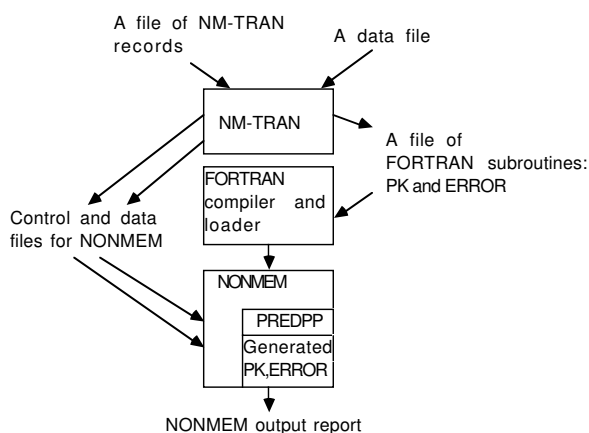 A file of NM-TRAN
records
A data file
NM-TRAN
A file of
FORTRAN subroutines:
PK and ERROR
FORTRAN
compiler and
loader
Control and data
files for NONMEM
NONMEM
PREDPP
Generated
PK,ERROR
NONMEM output report